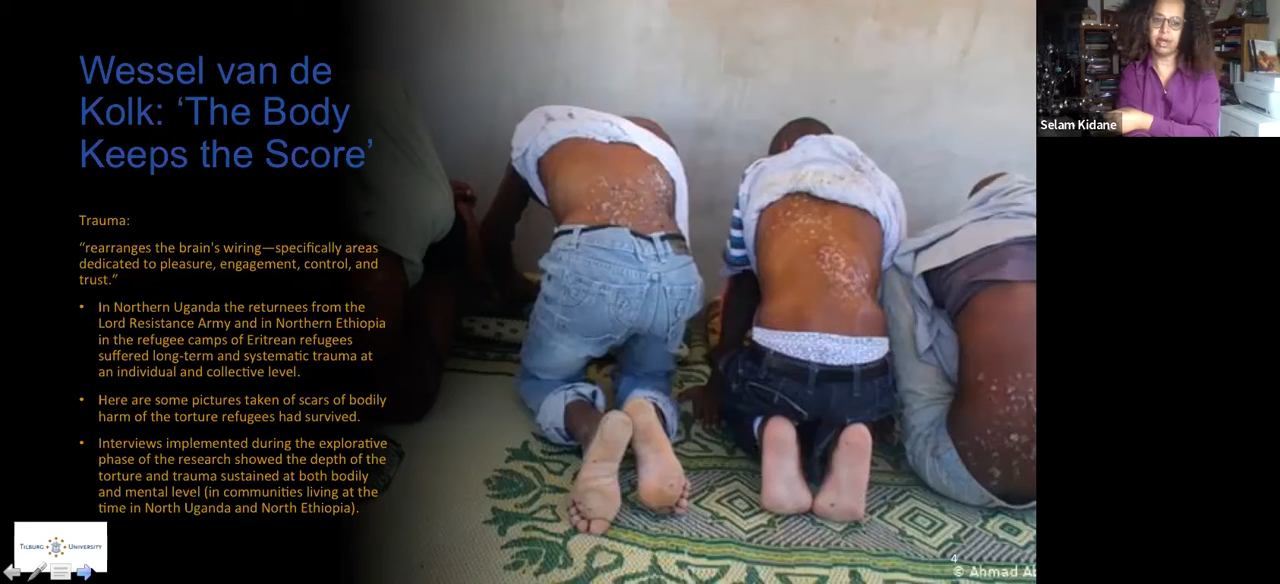 Wessel van de
Kolk: ‘The Body
Keeps the Score’
Trauma:
“rearranges the brain's wiring—specifically areas
dedicated to pleasure, engagement, control, and
trust.”
• In Northern Uganda the returnees from the
Lord Resistance Army and in Northern Ethiopia
in the refugee camps of Eritrean refugees
suffered long-term and systematic trauma at
an individual and collective level.
• Here are some pictures taken of scars of bodily
harm of the torture refugees had survived.
• Interviews implemented during the explorative
phase of the research showed the depth of the
torture and trauma sustained at both bodily
and mental level (in communities living at the
time in North Uganda and North Ethiopia).
TILBURG UNIVERSITY
4
© Ahmad
Selam Kidane